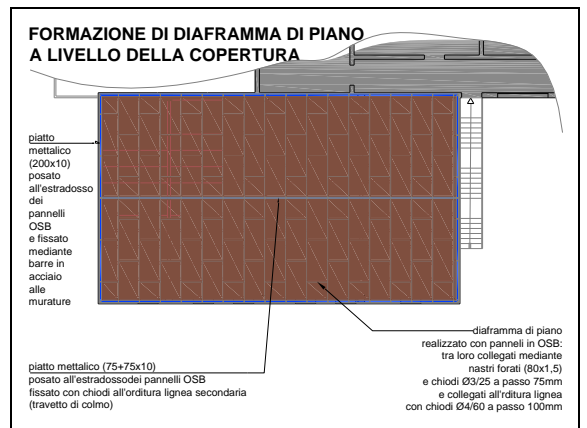 FORMAZIONE DI DIAFRAMMA DI PIANO
A LIVELLO DELLA COPERTURA
piatto
mettalico
(200x10)
posato
all'estradosso
dei
pannelli
OSB
e fissato
mediante
barre in
acciaio
alle
murature
piatto mettalico (75+75x10)
posato all'estradossodei pannelli OSB
fissato con chiodi all'orditura lignea secondaria
(travetto di colmo)
diaframma di piano
realizzato con panneli in OSB:
tra loro collegati mediante
nastri forati (80x1,5)
e chiodi Ø3/25 a passo 75mm
e collegati all'rditura lignea
con chiodi Ø4/60 a passo 100mm